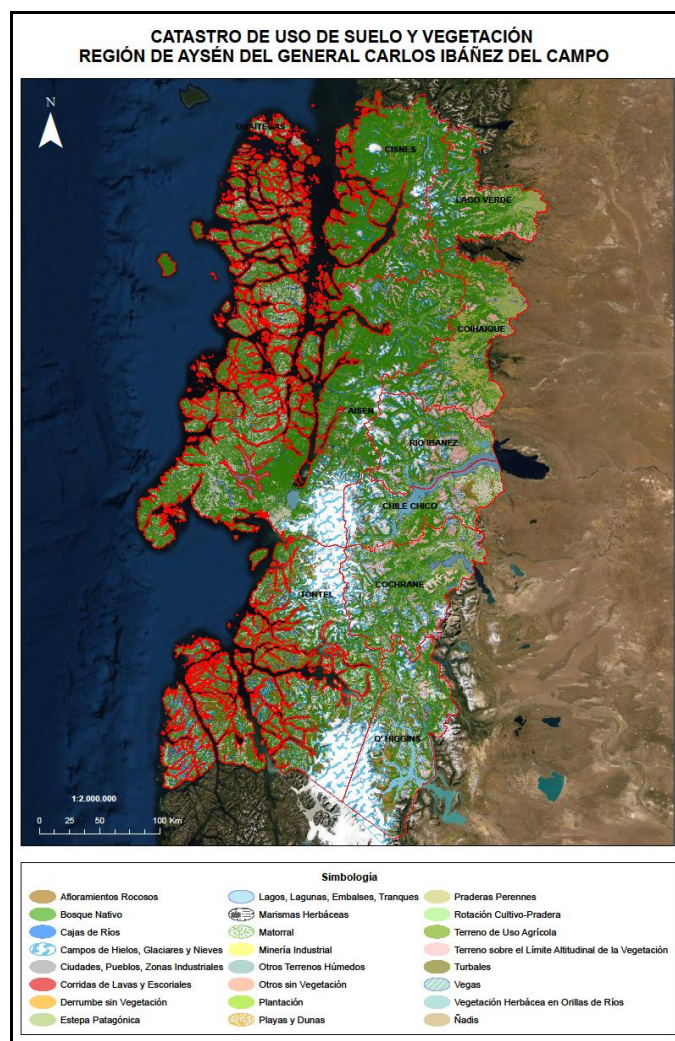 CATASTRO DE USO DE SUELO Y VEGETACIÓN
REGIÓN DE AYSÉN DEL GENERAL CARLOS IBÁÑEZ DEL CAMPO
N
GUAITECAS
CISNES
LAGO VERDE
COIHAIQUE
AISEN
RIO IBAÑEZ
CHILE CHICO
COCHRANE
TORTEL
O'HIGGINS
1:2.000.000
0 25 50 100 Km
Simbología
Afloramientos Rocosos
Bosque Nativo
Cajas de Ríos
Campos de Hielos, Glaciares y Nieves
Ciudades, Pueblos, Zonas Industriales
Corridas de Lavas y Escoriales
Derrumbe sin Vegetación
Estepa Patagónica
Lagos, Lagunas, Embalses, Tranques
Marismas Herbáceas
Matorral
Minería Industrial
Otros Terrenos Húmedos
Otros sin Vegetación
Plantación
Playas y Dunas
Praderas Perennes
Rotación Cultivo-Pradera
Terreno de Uso Agrícola
Terreno sobre el Límite Altitudinal de la Vegetación
Turbales
Vegas
Vegetación Herbácea en Orillas de Ríos
Ñadis